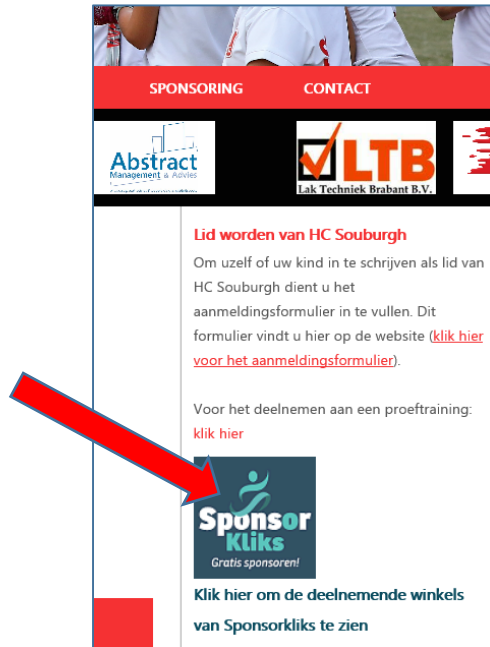 SPONSORING CONTACT
Abstract
Management & Advies
LTB
Lak Techniek Brabant B.V.
Lid worden van HC Souburgh
Om uzelf of uw kind in te schrijven als lid van
HC Souburgh dient u het
aanmeldingsformulier in te vullen. Dit
formulier vindt u hier op de website (klik hier
voor het aanmeldingsformulier).
Voor het deelnemen aan een proeftraining:
klik hier
Sponsor
Kliks
Gratis sponsoren!
Klik hier om de deelnemende winkels
van Sponsorkliks te zien